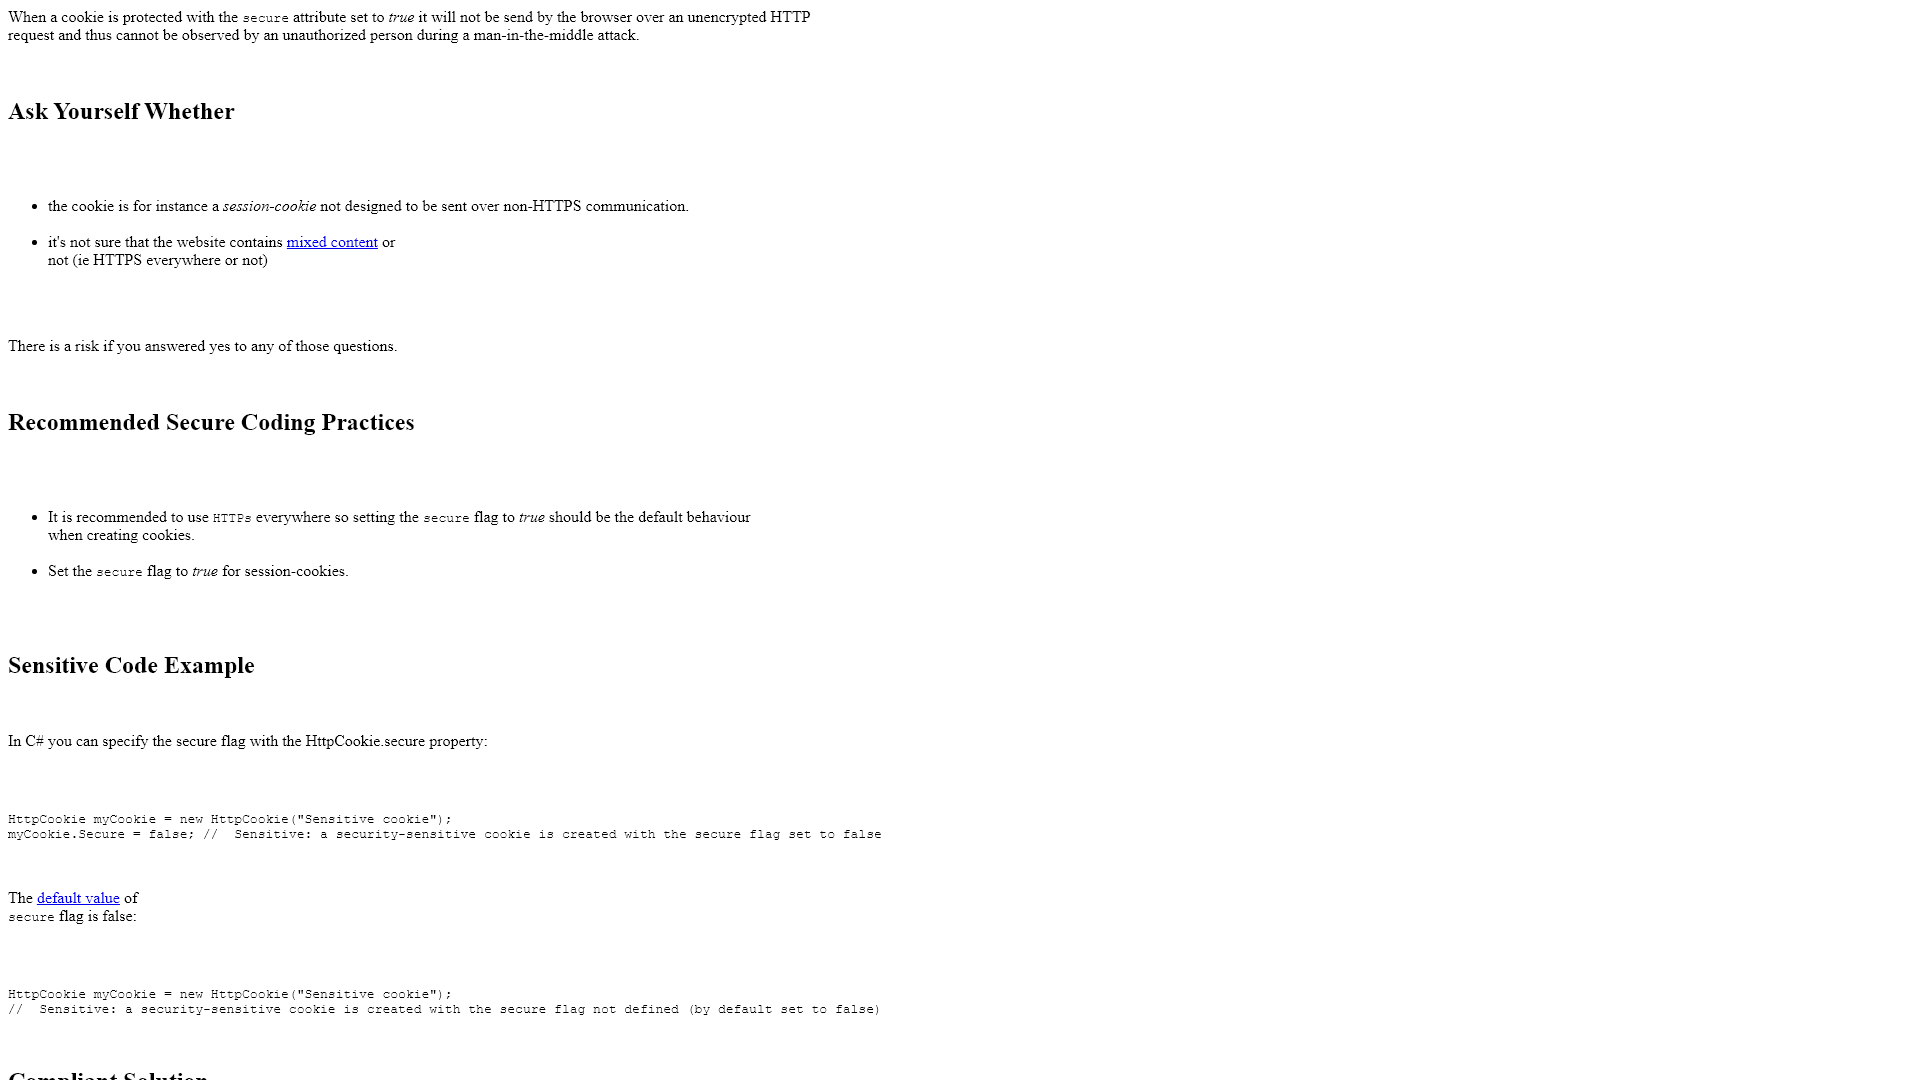 When a cookie is protected with the secure attribute set to true it will not be send by the browser over an unencrypted HTTP
request and thus cannot be observed by an unauthorized person during a man-in-the-middle attack.
Ask Yourself Whether
the cookie is for instance a session-cookie not designed to be sent over non-HTTPS communication.
it's not sure that the website contains mixed content or
not (ie HTTPS everywhere or not)
There is a risk if you answered yes to any of those questions.
Recommended Secure Coding Practices
It is recommended to use HTTPs everywhere so setting the secure flag to true should be the default behaviour
when creating cookies.
Set the secure flag to true for session-cookies.
Sensitive Code Example
In C# you can specify the secure flag with the HttpCookie.secure property:
HttpCookie myCookie = new HttpCookie("Sensitive cookie");
myCookie.Secure = false; //  Sensitive: a security-sensitive cookie is created with the secure flag set to false
The default value of
secure flag is false:
HttpCookie myCookie = new HttpCookie("Sensitive cookie");
//  Sensitive: a security-sensitive cookie is created with the secure flag not defined (by default set to false)
Compliant Solution